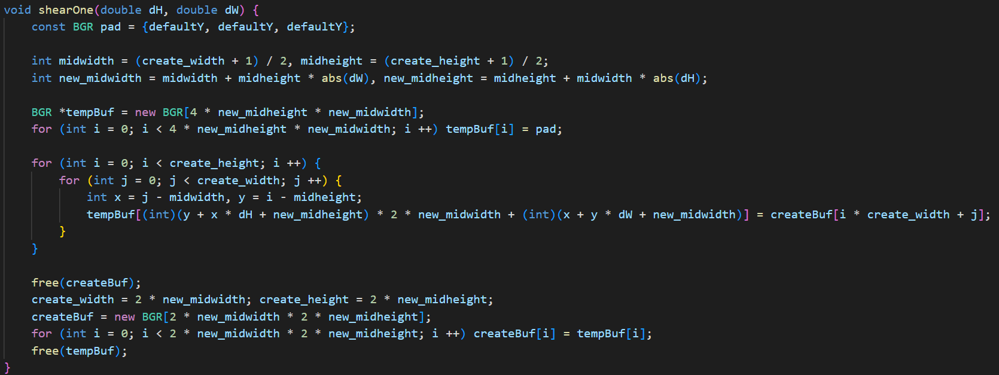 void shearOne(double dH, double dW) {
    const BGR pad = {defaultY, defaultY, defaultY};

    int midwidth = (create_width + 1) / 2, midheight = (create_height + 1) / 2;
    int new_midwidth = midwidth + midheight * abs(dW), new_midheight = midheight + midwidth * abs(dH);

    BGR *tempBuf = new BGR[4 * new_midheight * new_midwidth];
    for (int i = 0; i < 4 * new_midheight * new_midwidth; i ++) tempBuf[i] = pad;

    for (int i = 0; i < create_height; i ++) {
        for (int j = 0; j < create_width; j ++) {
            int x = j - midwidth, y = i - midheight;
            tempBuf[(int)(y + x * dH + new_midheight) * 2 * new_midwidth + (int)(x + y * dW + new_midwidth)] = createBuf[i * create_width + j];
        }
    }

    free(createBuf);
    create_width = 2 * new_midwidth; create_height = 2 * new_midheight;
    createBuf = new BGR[2 * new_midwidth * 2 * new_midheight];
    for (int i = 0; i < 2 * new_midwidth * 2 * new_midheight; i ++) createBuf[i] = tempBuf[i];
    free(tempBuf);
}